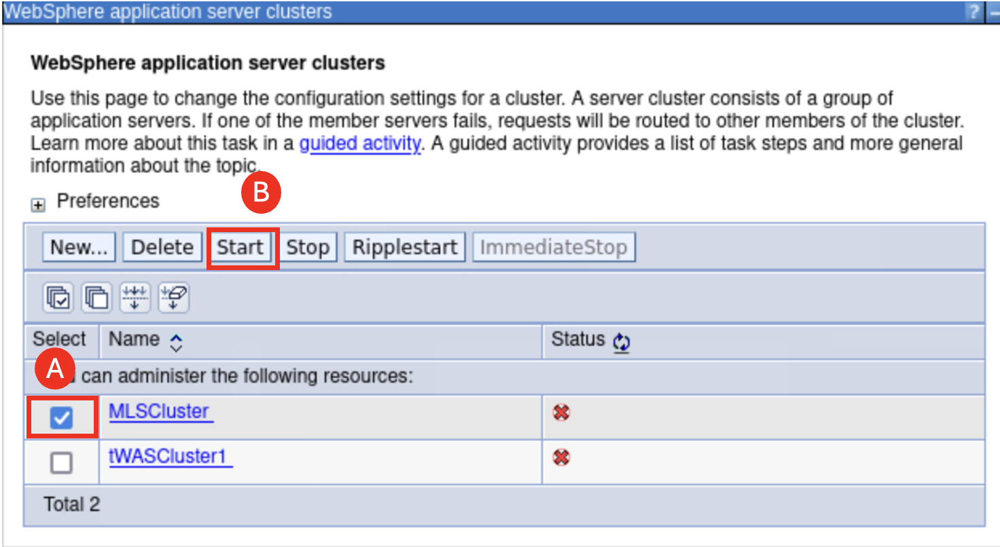 WebSphere application server clusters
?
WebSphere application server clusters
Use this page to change the configuration settings for a cluster. A server cluster consists of a group of
application servers. If one of the member servers fails, requests will be routed to other members of the cluster.
Learn more about this task in a guided activity. A guided activity provides a list of task steps and more general
information about the topic.
B
Preferences
New... Delete Start Stop Ripplestart ImmediateStop
Select Name Status
A
can administer the following resources:
MLSCluster
tWASCluster1
Total 2